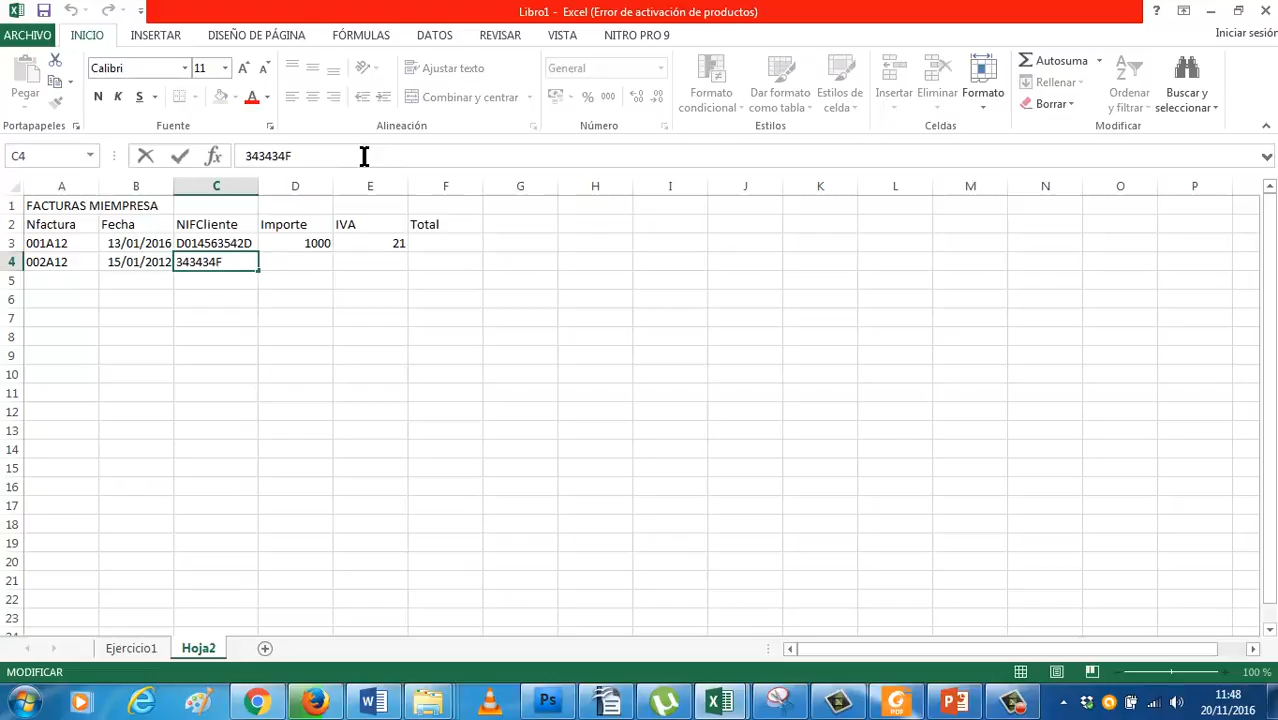 Libro1 - Excel (Error de activación de productos)
ARCHIVO INICIO INSERTAR DISEÑO DE PÁGINA FÓRMULAS DATOS REVISAR VISTA NITRO PRO 9 Iniciar sesión
Pegar Calibri 11 Ajustar texto General Formato condicional Dar formato como tabla Estilos de celda Insertar Eliminar Formato Autosuma Rellenar Borrar Ordenar y filtrar Buscar y seleccionar
N K S Combinar y centrar % 000
Portapapeles Fuente Alineación Número Estilos Celdas Modificar
C4 fx 343434F
A B C D E F G H I J K L M N O P
1 FACTURAS MIEMPRESA
2 Nfactura Fecha NIFCliente Importe IVA Total
3 001A12 13/01/2016 D014563542D 1000 21
4 002A12 15/01/2012 343434F
5
6
7
8
9
10
11
12
13
14
15
16
17
18
19
20
21
22
23
Ejercicio1 Hoja2
MODIFICAR 100 %
11:48
20/11/2016